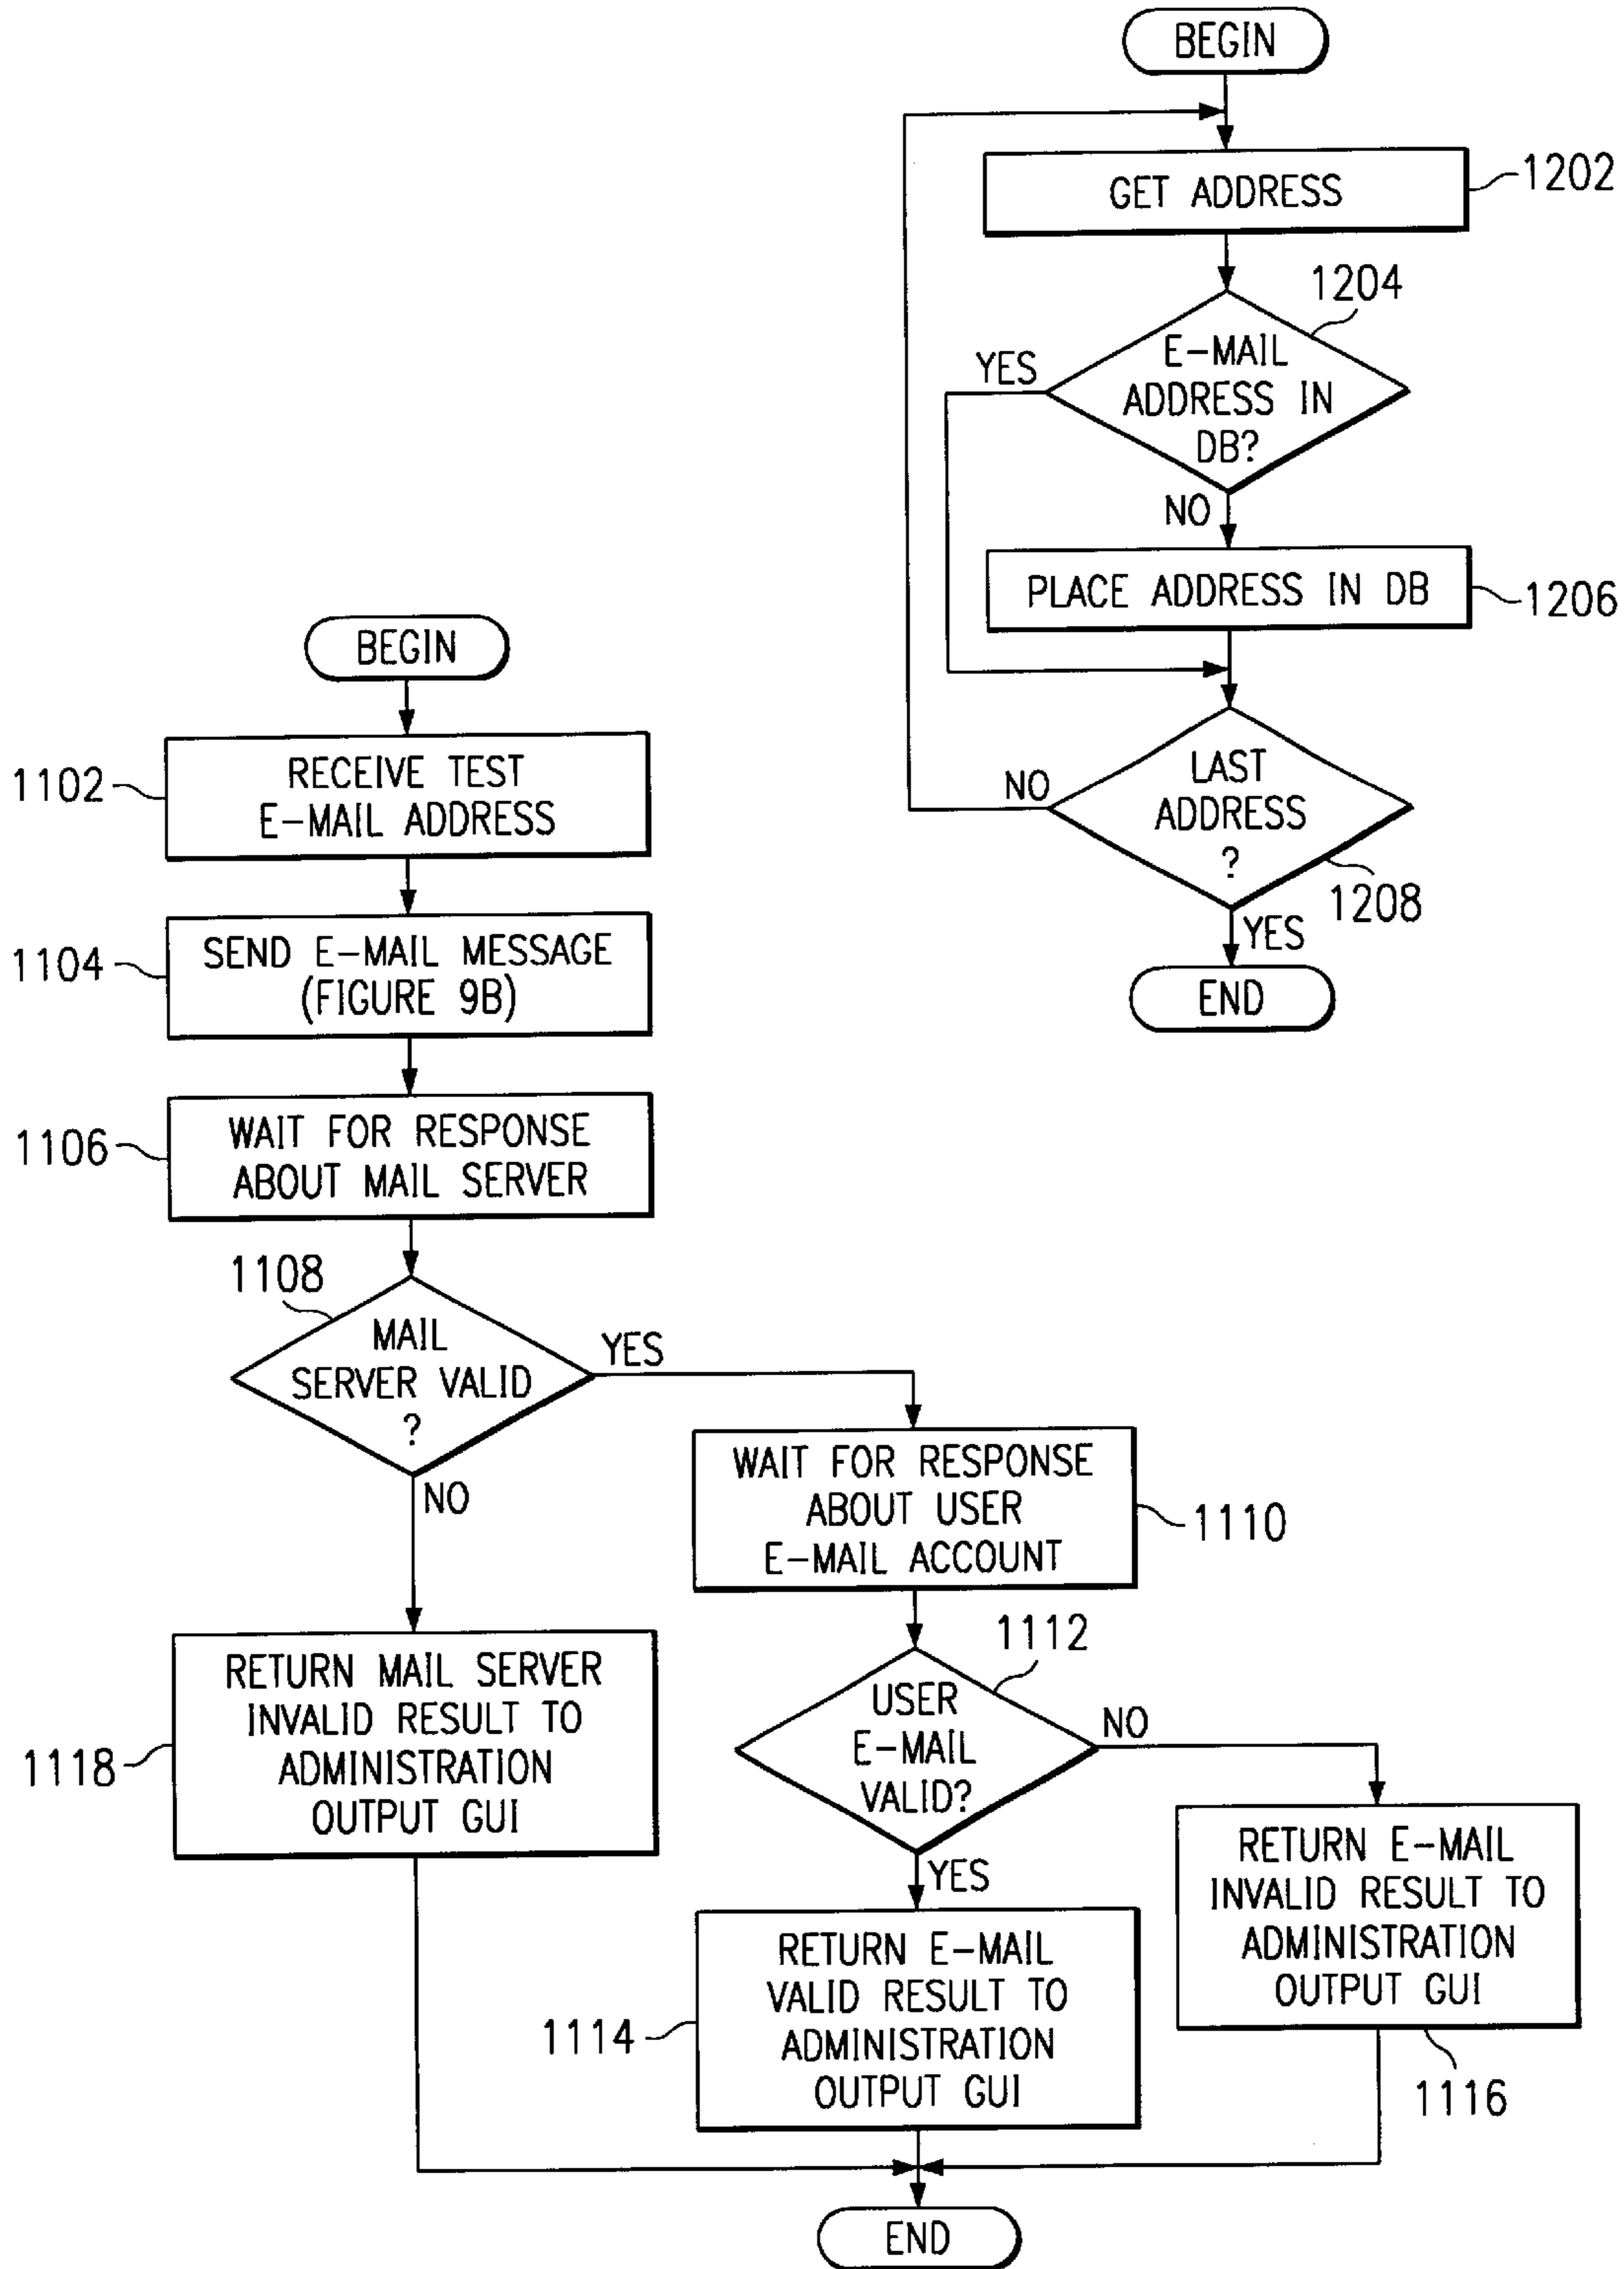 BEGIN
GET ADDRESS
1202
1204
E-MAIL
ADDRESS IN
DB?
YES
NO
PLACE ADDRESS IN DB
1206
LAST
ADDRESS
?
NO
1208
YES
END
BEGIN
1102
RECEIVE TEST
E-MAIL ADDRESS
1104
SEND E-MAIL MESSAGE
(FIGURE 9B)
1106
WAIT FOR RESPONSE
ABOUT MAIL SERVER
1108
MAIL
SERVER VALID
?
YES
NO
WAIT FOR RESPONSE
ABOUT USER
E-MAIL ACCOUNT
1110
1112
USER
E-MAIL
VALID?
NO
YES
1118
RETURN MAIL SERVER
INVALID RESULT TO
ADMINISTRATION
OUTPUT GUI
1114
RETURN E-MAIL
VALID RESULT TO
ADMINISTRATION
OUTPUT GUI
RETURN E-MAIL
INVALID RESULT TO
ADMINISTRATION
OUTPUT GUI
1116
END